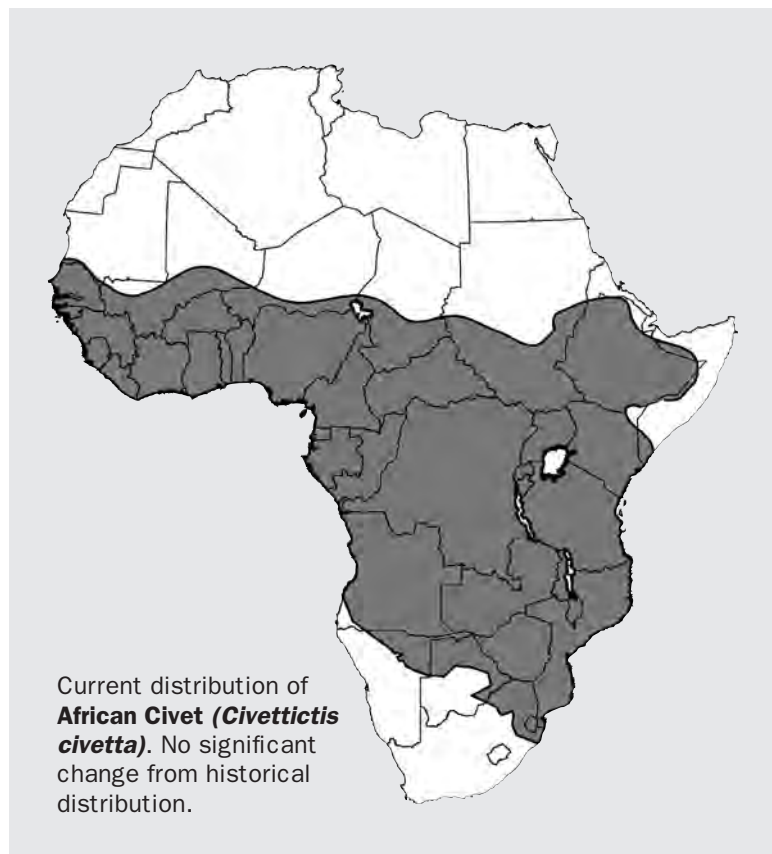 Current distribution of
African Civet (Civettictis
civetta). No significant
change from historical
distribution.